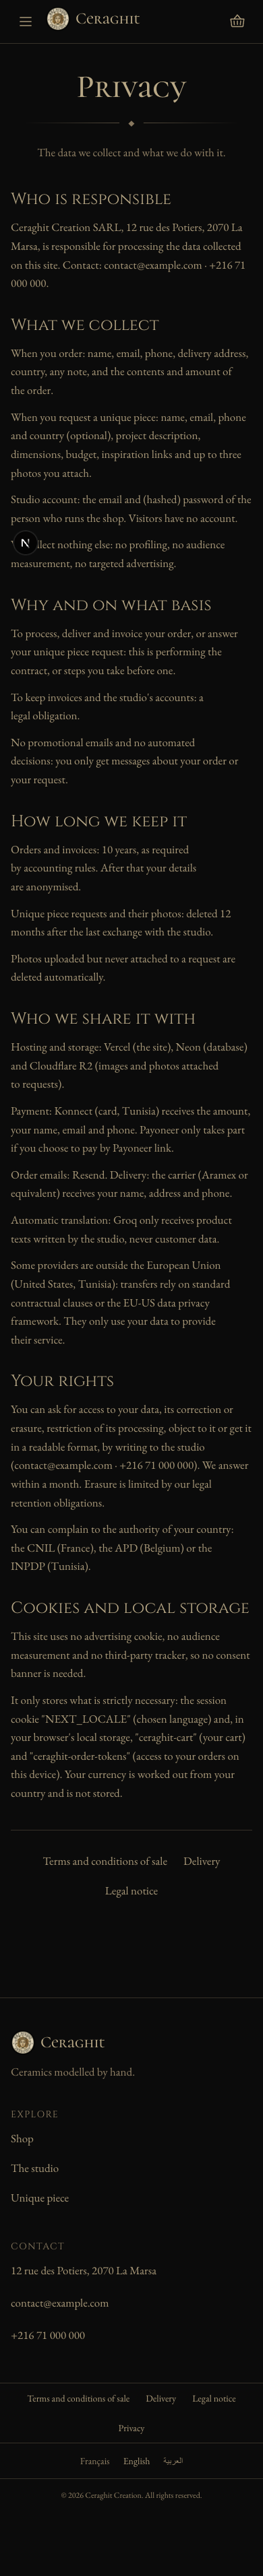 Ceraghit
Privacy
The data we collect and what we do with it.
Who is responsible
Ceraghit Creation SARL, 12 rue des Potiers, 2070 La
Marsa, is responsible for processing the data collected
on this site. Contact: contact@example.com · +216 71
000 000.
What we collect
When you order: name, email, phone, delivery address,
country, any note, and the contents and amount of
the order.
When you request a unique piece: name, email, phone
and country (optional), project description,
dimensions, budget, inspiration links and up to three
photos you attach.
Studio account: the email and (hashed) password of the
person who runs the shop. Visitors have no account.
N
nothing else: no profiling, no audience
measurement, no targeted advertising.
Why and on what basis
To process, deliver and invoice your order, or answer
your unique piece request: this is performing the
contract, or steps you take before one.
To keep invoices and the studio's accounts: a
legal obligation.
No promotional emails and no automated
decisions: you only get messages about your order or
your request.
How long we keep it
Orders and invoices: 10 years, as required
by accounting rules. After that your details
are anonymised.
Unique piece requests and their photos: deleted 12
months after the last exchange with the studio.
Photos uploaded but never attached to a request are
deleted automatically.
Who we share it with
Hosting and storage: Vercel (the site), Neon (database)
and Cloudflare R2 (images and photos attached
to requests).
Payment: Konnect (card, Tunisia) receives the amount,
your name, email and phone. Payoneer only takes part
if you choose to pay by Payoneer link.
Order emails: Resend. Delivery: the carrier (Aramex or
equivalent) receives your name, address and phone.
Automatic translation: Groq only receives product
texts written by the studio, never customer data.
Some providers are outside the European Union
(United States, Tunisia): transfers rely on standard
contractual clauses or the EU-US data privacy
framework. They only use your data to provide
their service.
Your rights
You can ask for access to your data, its correction or
erasure, restriction of its processing, object to it or get it
in a readable format, by writing to the studio
(contact@example.com · +216 71 000 000). We answer
within a month. Erasure is limited by our legal
retention obligations.
You can complain to the authority of your country:
the CNIL (France), the APD (Belgium) or the
INPDP (Tunisia).
Cookies and local storage
This site uses no advertising cookie, no audience
measurement and no third-party tracker, so no consent
banner is needed.
It only stores what is strictly necessary: the session
cookie "NEXT_LOCALE" (chosen language) and, in
your browser's local storage, "ceraghit-cart" (your cart)
and "ceraghit-order-tokens" (access to your orders on
this device). Your currency is worked out from your
country and is not stored.
Terms and conditions of sale Delivery
Legal notice
Ceraghit
Ceramics modelled by hand.
EXPLORE
Shop
The studio
Unique piece
CONTACT
12 rue des Potiers, 2070 La Marsa
contact@example.com
+216 71 000 000
Terms and conditions of sale Delivery Legal notice
Privacy
Français English العربية
© 2026 Ceraghit Creation. All rights reserved.